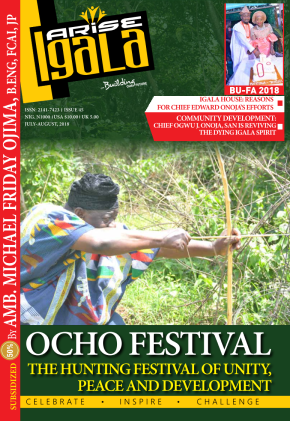 ARISE
Igala
...Building
ISSN: 2141-7423 ( ISSUE 43
NIG. N1000 (USA $10.00) UK 5.00
JULY-AUGUST, 2018
BU-FA 2018
IGALA HOUSE: REASONS
FOR CHIEF EDWARD ONOJA'S EFFORTS
COMMUNITY DEVELOPMENT:
CHIEF OGWU J. ONOJA, SAN IS REVIVING
THE DYING IGALA SPIRIT
SUBSIDIZED 50% By AMB. MICHAEL FRIDAY OJIMA, B.ENG, FCAI, JP
OCHO FESTIVAL
THE HUNTING FESTIVAL OF UNITY,
PEACE AND DEVELOPMENT
CELEBRATE • INSPIRE • CHALLENGE